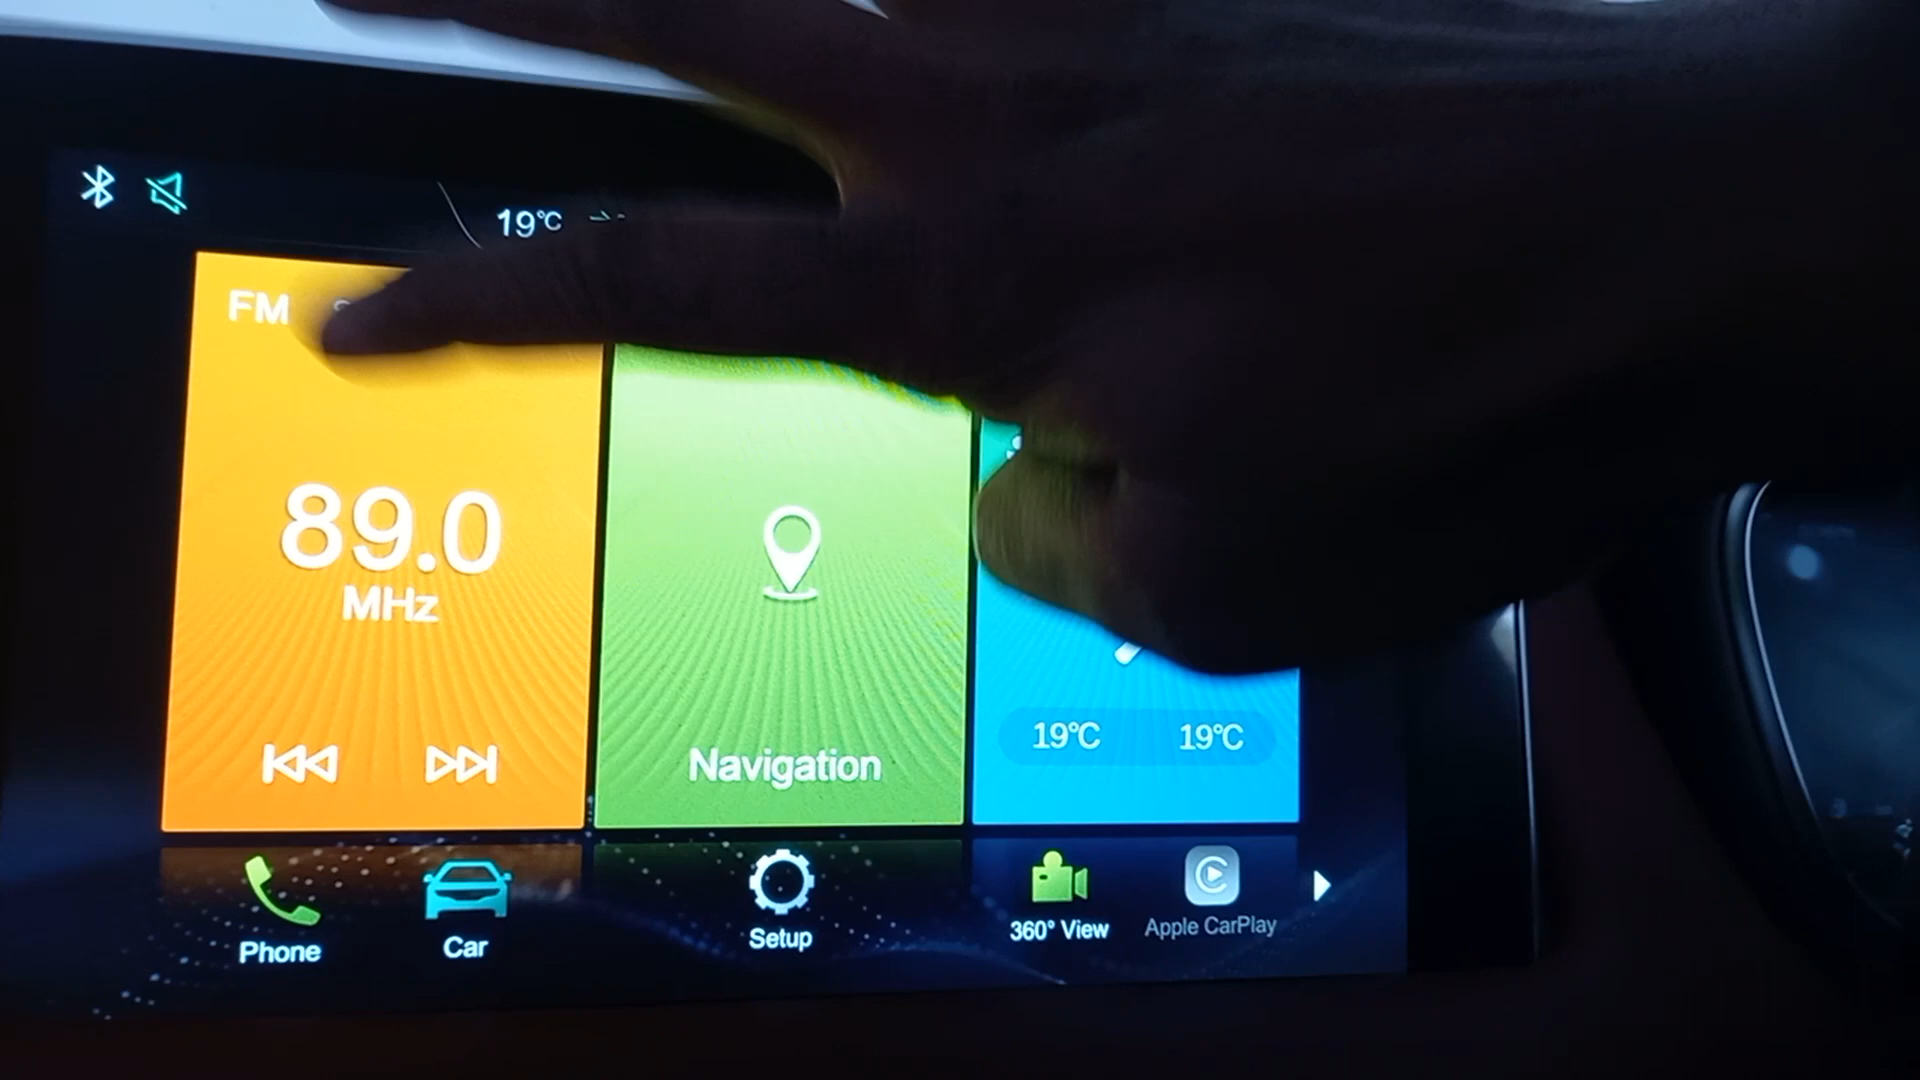 19°C
FM
89.0
MHz
Navigation
19°C 19°C
Phone
Car
Setup
360° View
Apple CarPlay